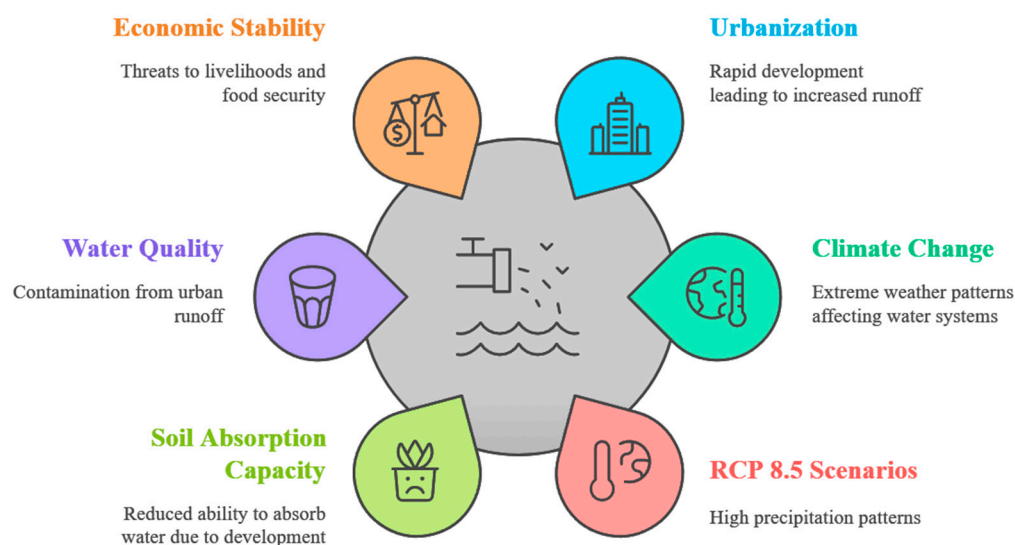 Economic Stability
Threats to livelihoods and
food security
Urbanization
Rapid development
leading to increased runoff
Water Quality
Contamination from urban
runoff
Climate Change
Extreme weather patterns
affecting water systems
Soil Absorption
Capacity
Reduced ability to absorb
water due to development
RCP 8.5 Scenarios
High precipitation patterns
$